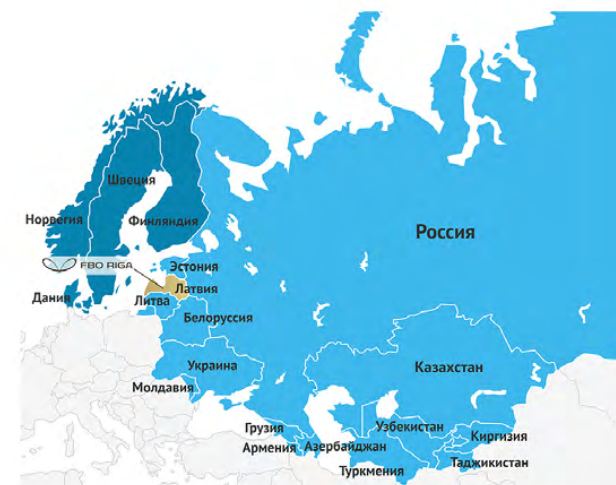 Швеция
Норвегия
Финляндия
Россия
FBO RIGA
Эстония
Дания
Латвия
Литва
Белоруссия
Украина
Казахстан
Молдавия
Грузия
Узбекистан
Киргизия
Армения
Азербайджан
Таджикистан
Туркмения